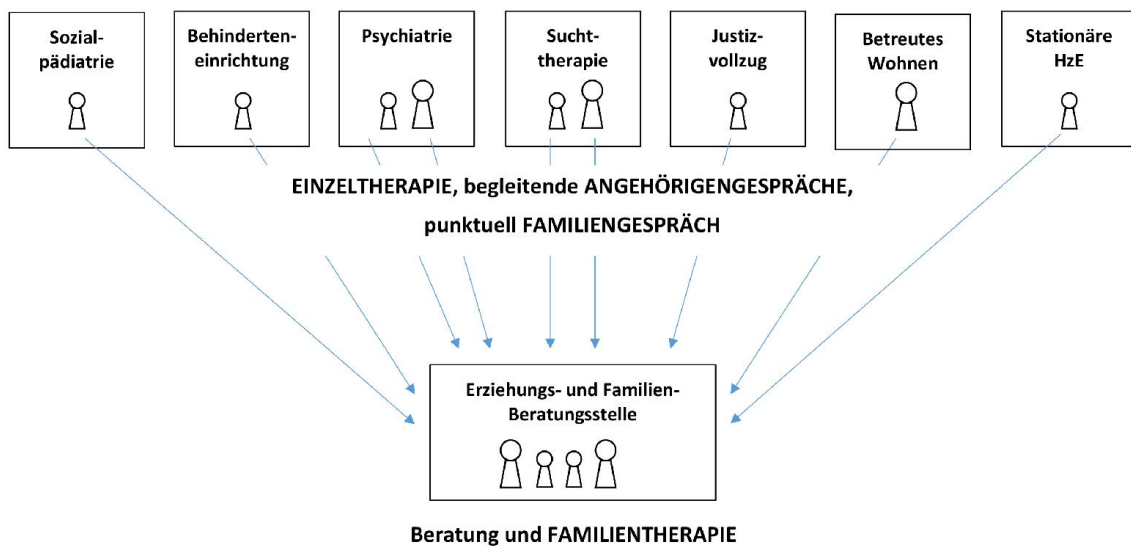 Sozial-
pädiatrie
Behinderten-
einrichtung
Psychiatrie
Sucht-
therapie
Justiz-
vollzug
Betreutes
Wohnen
Stationäre
HzE
EINZELTHERAPIE, begleitende ANGEHÖRIGENGESPRÄCHE,
punktuell FAMILIENGESPRÄCH
Erziehungs- und Familien-
Beratungsstelle
Beratung und FAMILIENTHERAPIE